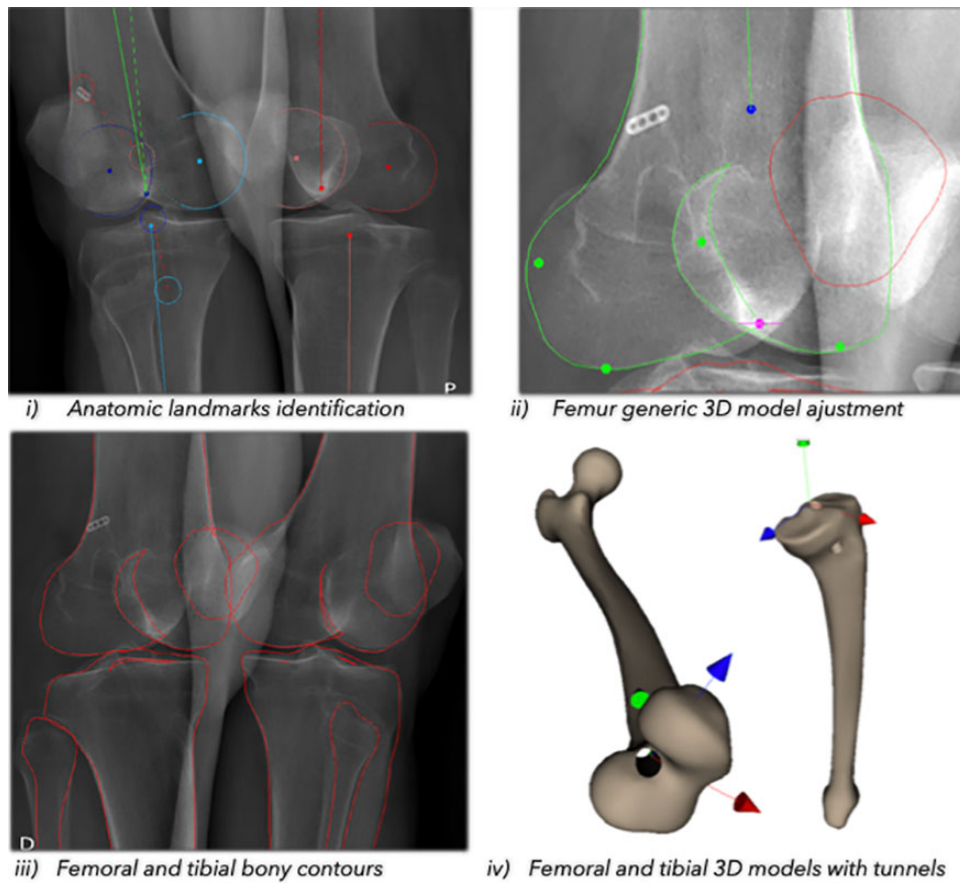 P
i) Anatomic landmarks identification
ii) Femur generic 3D model ajustment
D
iii) Femoral and tibial bony contours
iv) Femoral and tibial 3D models with tunnels